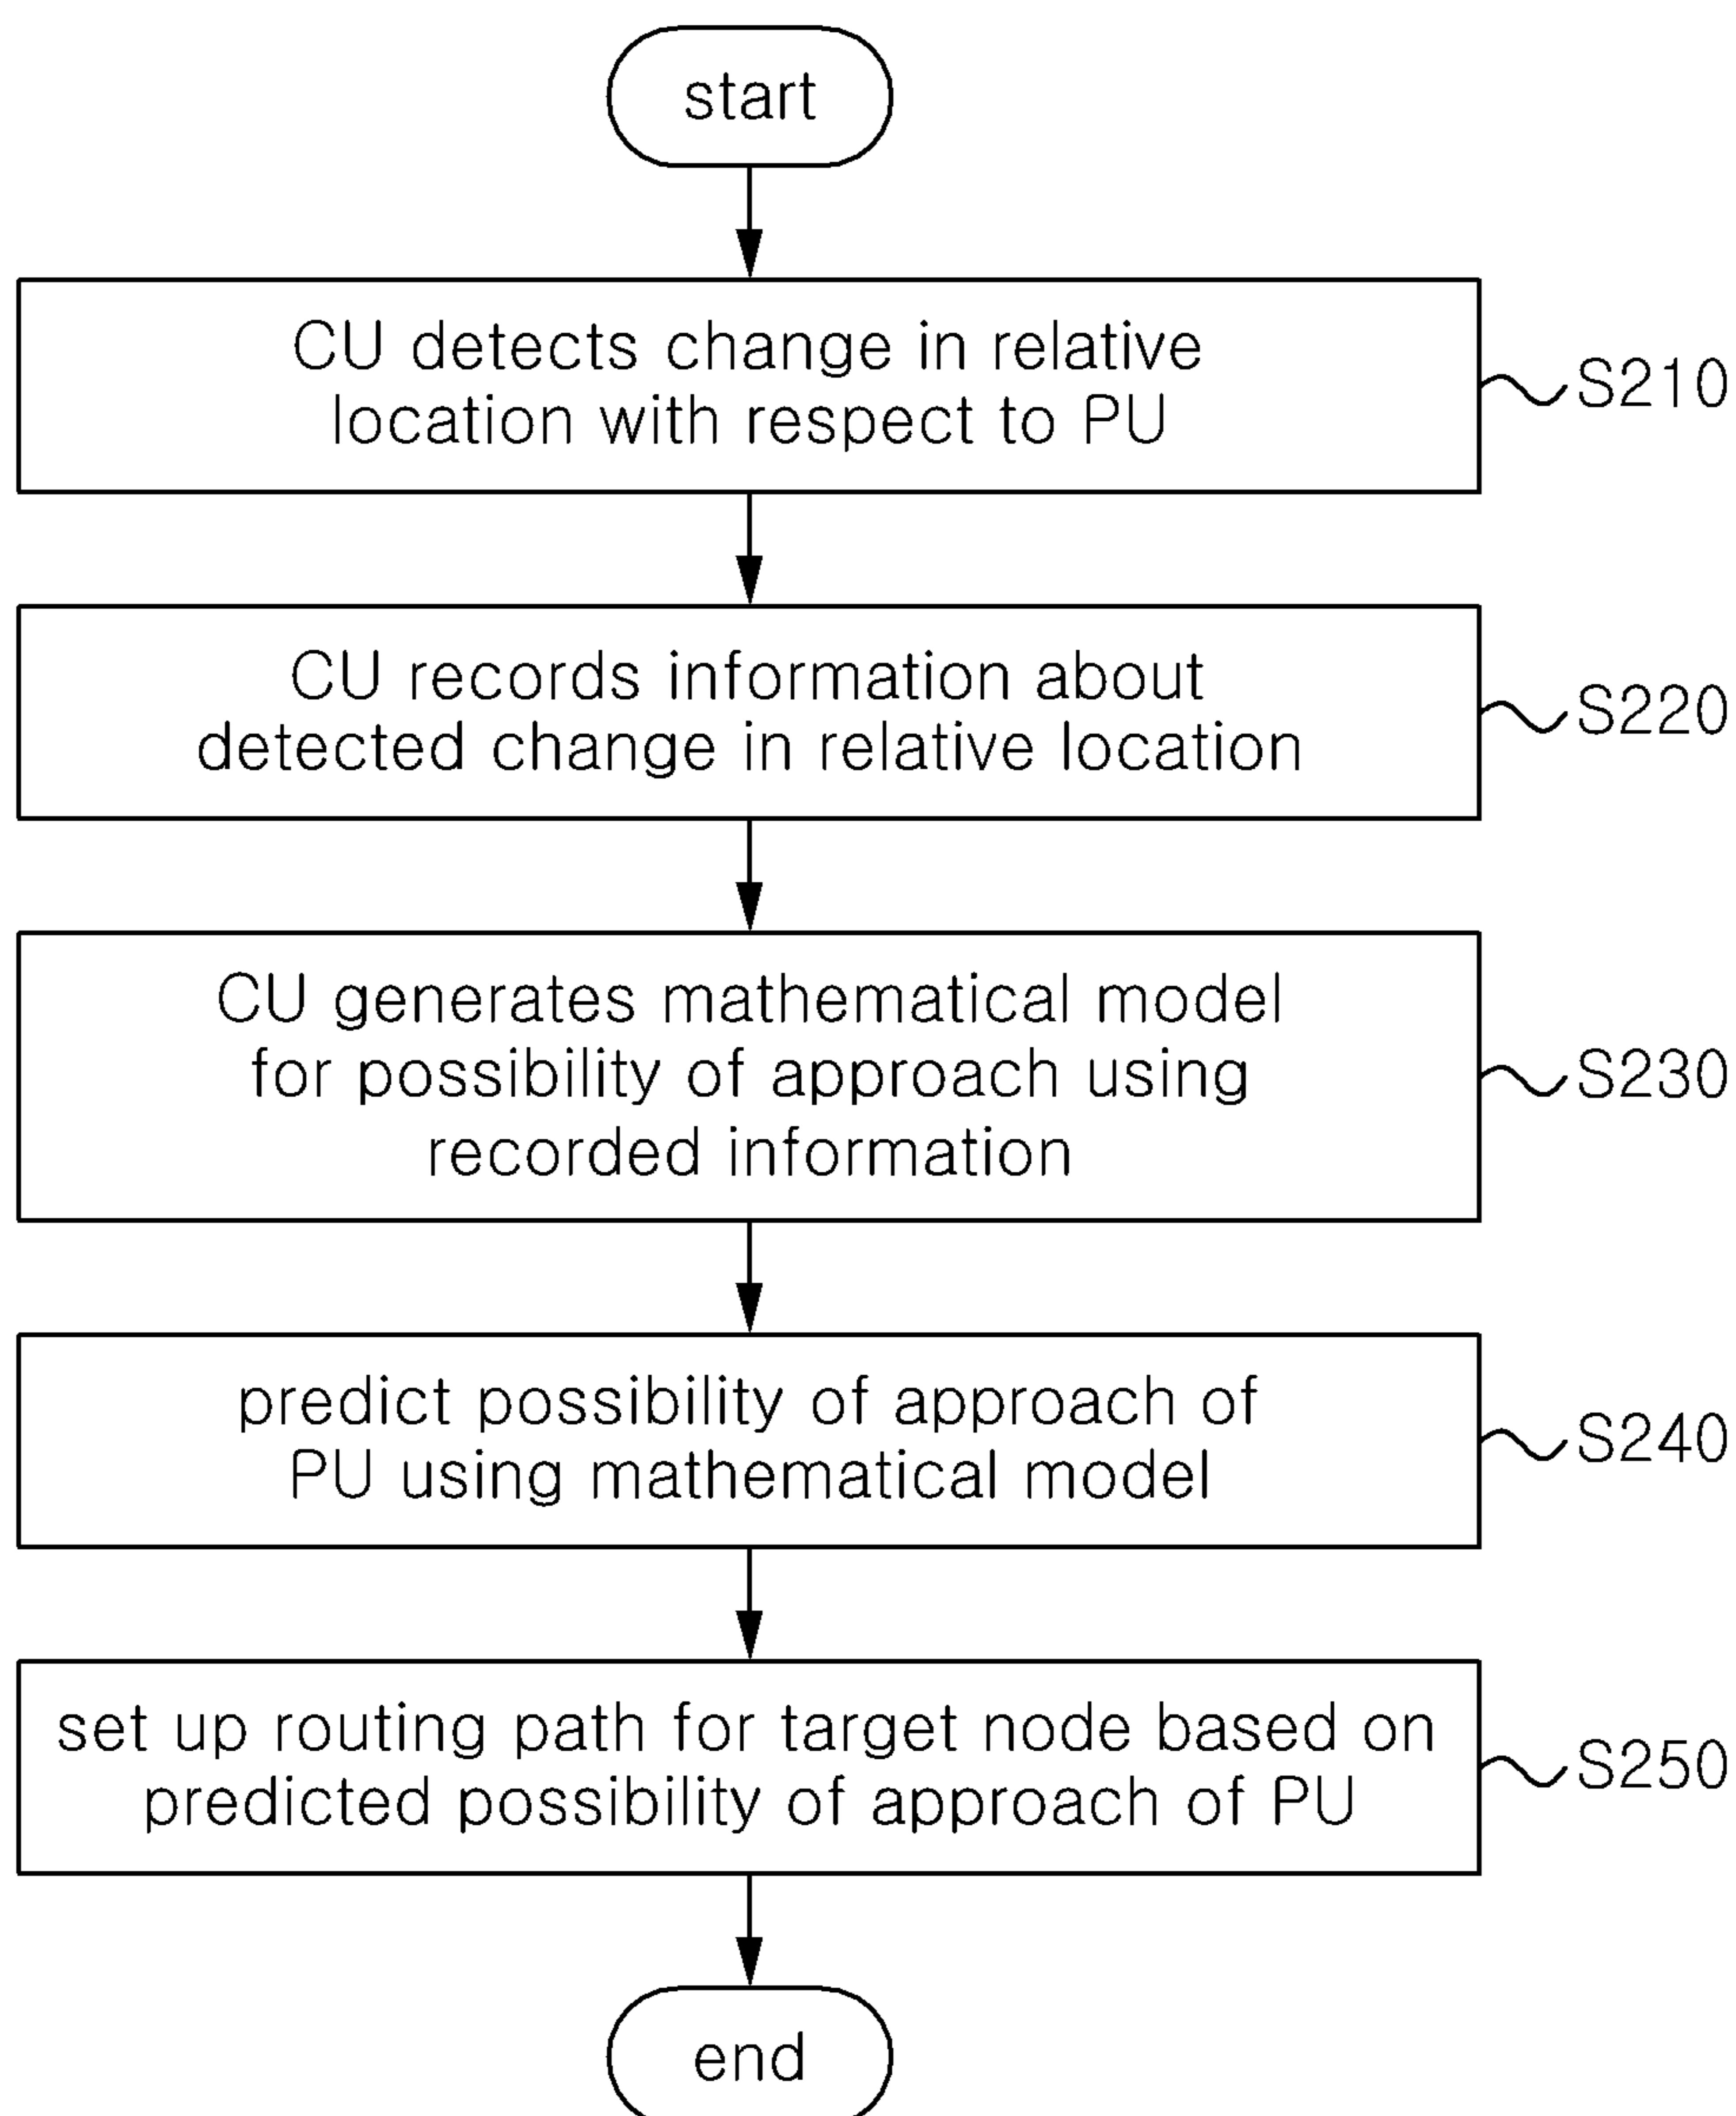 start
CU detects change in relative
location with respect to PU
S210
CU records information about
detected change in relative location
S220
CU generates mathematical model
for possibility of approach using
recorded information
S230
predict possibility of approach of
PU using mathematical model
S240
set up routing path for target node based on
predicted possibility of approach of PU
S250
end